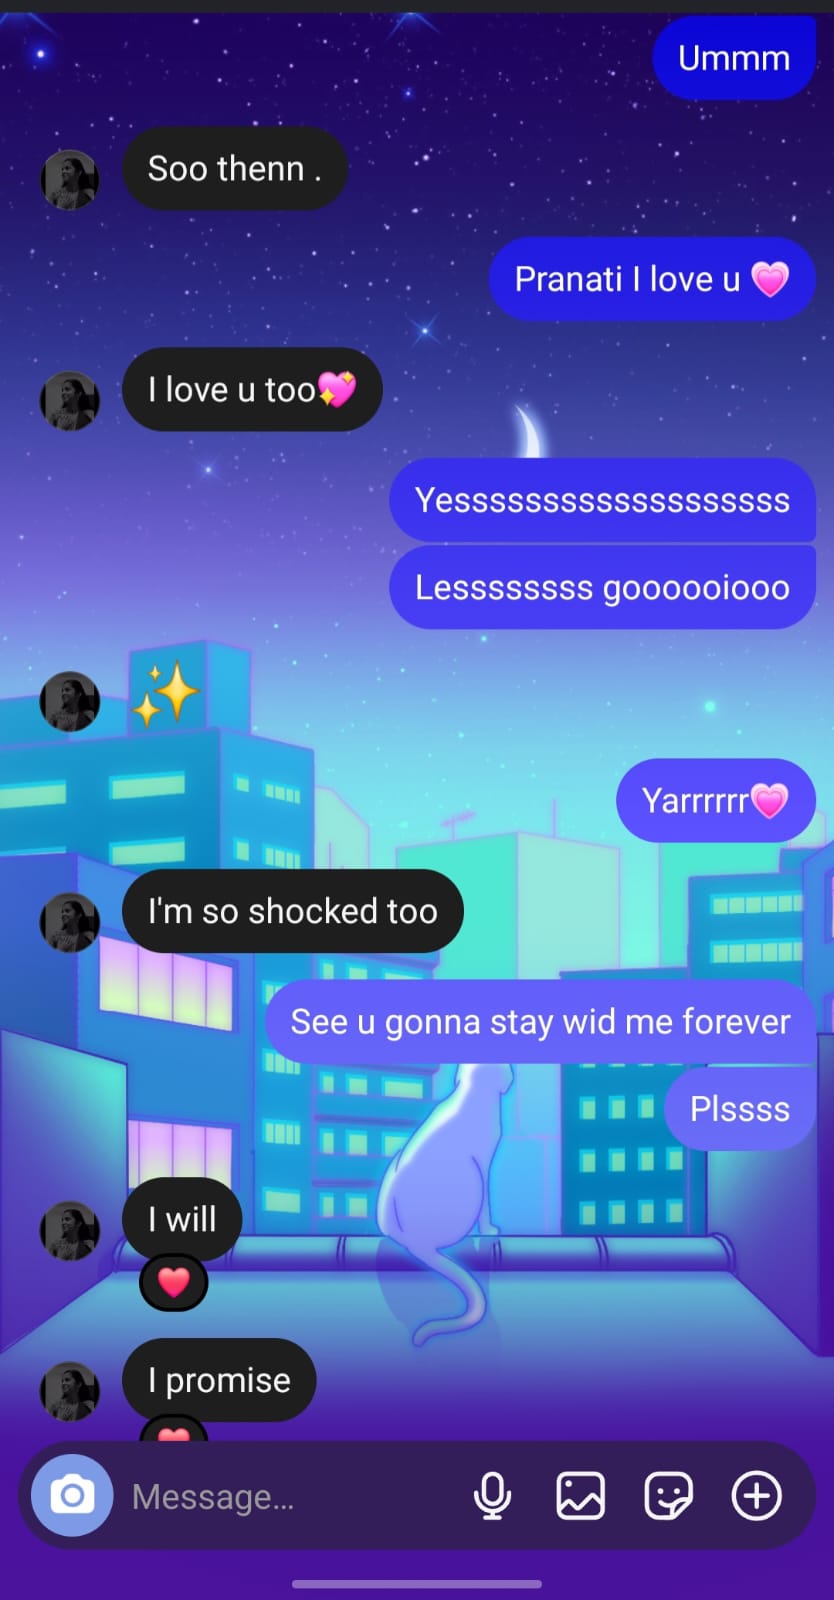 Ummm
Soo thenn .
Pranati I love u 💗
I love u too💖
Yesssssssssssssssssss
Lesssssssss goooooiooo
✨
Yarrrrrr💗
I'm so shocked too
See u gonna stay wid me forever
Plssss
I will
❤️
I promise
❤️
Message...